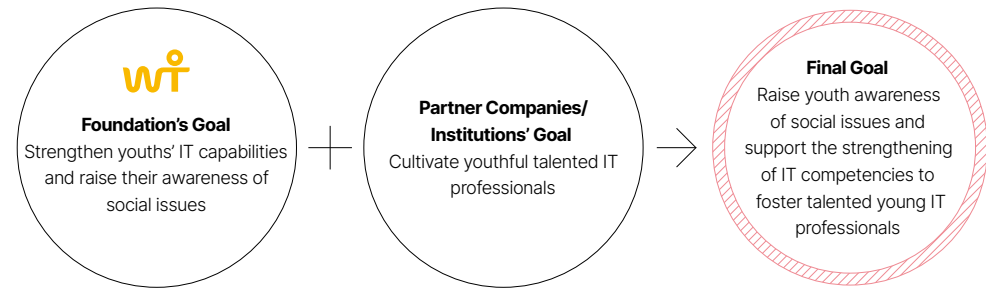 WT
Foundation’s Goal
Strengthen youths’ IT capabilities
and raise their awareness of
social issues
Partner Companies/
Institutions’ Goal
Cultivate youthful talented IT
professionals
Final Goal
Raise youth awareness
of social issues and
support the strengthening
of IT competencies to
foster talented young IT
professionals